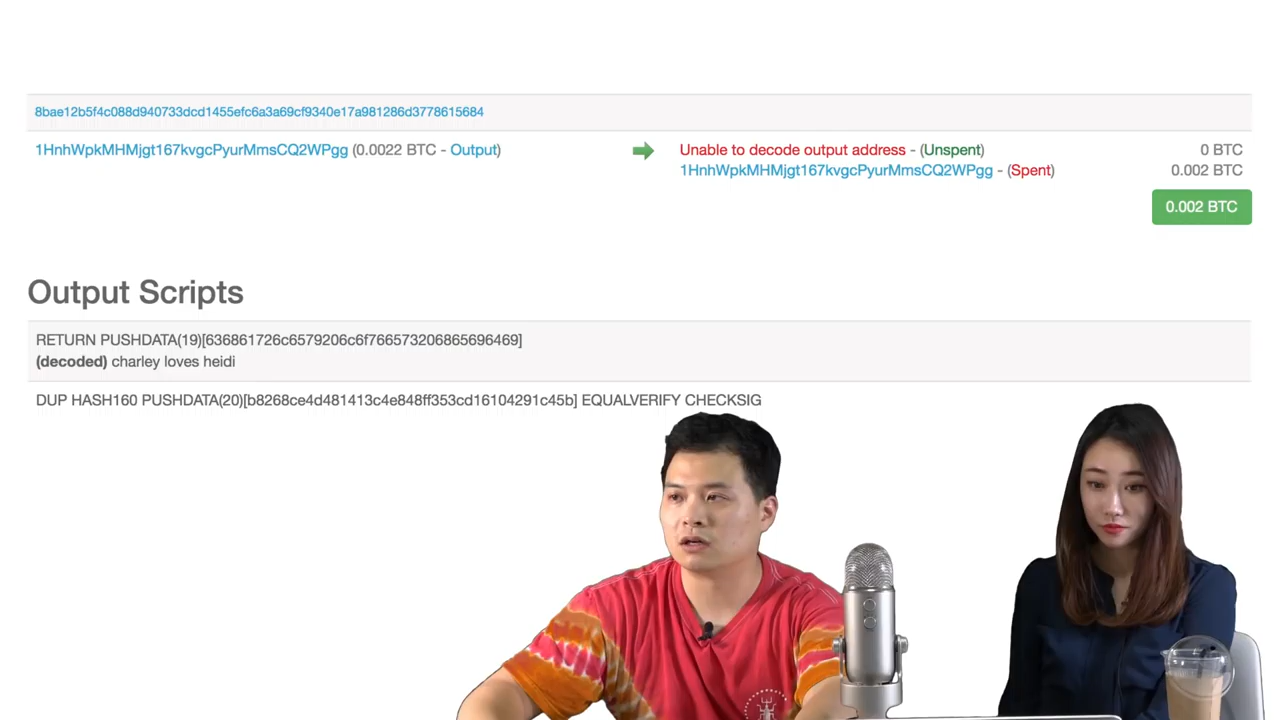 8bae12b5f4c088d940733dcd1455efc6a3a69cf9340e17a981286d3778615684
1HnhWpkMHMjgt167kvgcPyurMmsCQ2WPgg (0.0022 BTC - Output)
Unable to decode output address - (Unspent) 0 BTC
1HnhWpkMHMjgt167kvgcPyurMmsCQ2WPgg - (Spent) 0.002 BTC
0.002 BTC
Output Scripts
RETURN PUSHDATA(19)[636861726c6579206c6f766573206865696469]
(decoded) charley loves heidi
DUP HASH160 PUSHDATA(20)[b8268ce4d481413c4e848ff353cd16104291c45b] EQUALVERIFY CHECKSIG